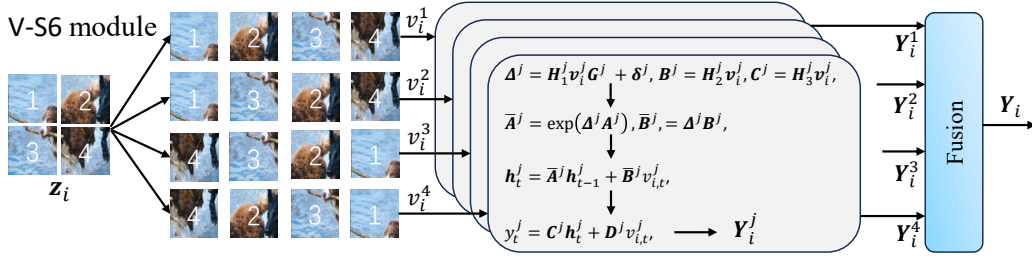 V-S6 module
1 2
3 4
z_i
1 2 3 4
1 3 2 4
4 3 2 1
4 2 3 1
v_i^1
v_i^2
v_i^3
v_i^4
Δ^j = H_1^j v_i^j G^j + δ^j, B^j = H_2^j v_i^j, C^j = H_3^j v_i^j,
A̅^j = exp(Δ^j A^j), B̅^j, = Δ^j B^j,
h_t^j = A̅^j h_{t-1}^j + B̅^j v_{i,t}^j,
y_t^j = C^j h_t^j + D^j v_{i,t}^j,
Y_i^j
Y_i^1
Y_i^2
Y_i^3
Y_i^4
Fusion
Y_i